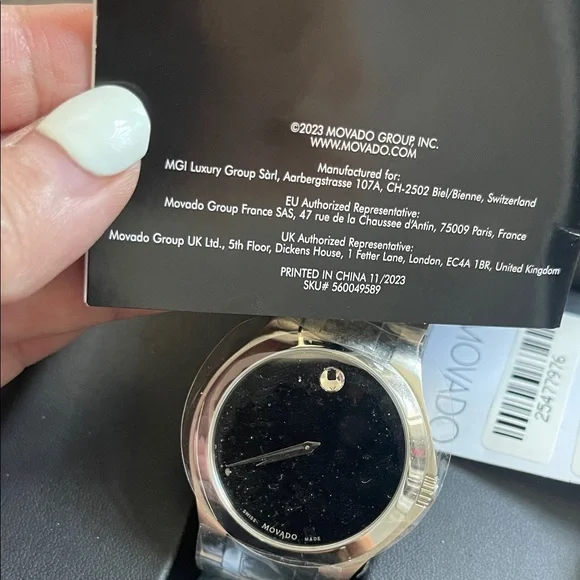 ©2023 MOVADO GROUP, INC.
WWW.MOVADO.COM
Manufactured for:
MGI Luxury Group Sàrl, Aarbergstrasse 107A, CH-2502 Biel/Bienne, Switzerland
EU Authorized Representative:
Movado Group France SAS, 47 rue de la Chaussee d'Antin, 75009 Paris, France
UK Authorized Representative:
Movado Group UK Ltd., 5th Floor, Dickens House, 1 Fetter Lane, London, EC4A 1BR, United Kingdom
PRINTED IN CHINA 11/2023
SKU# 560049589
MOVADO
25477976
SWISS MOVADO MADE